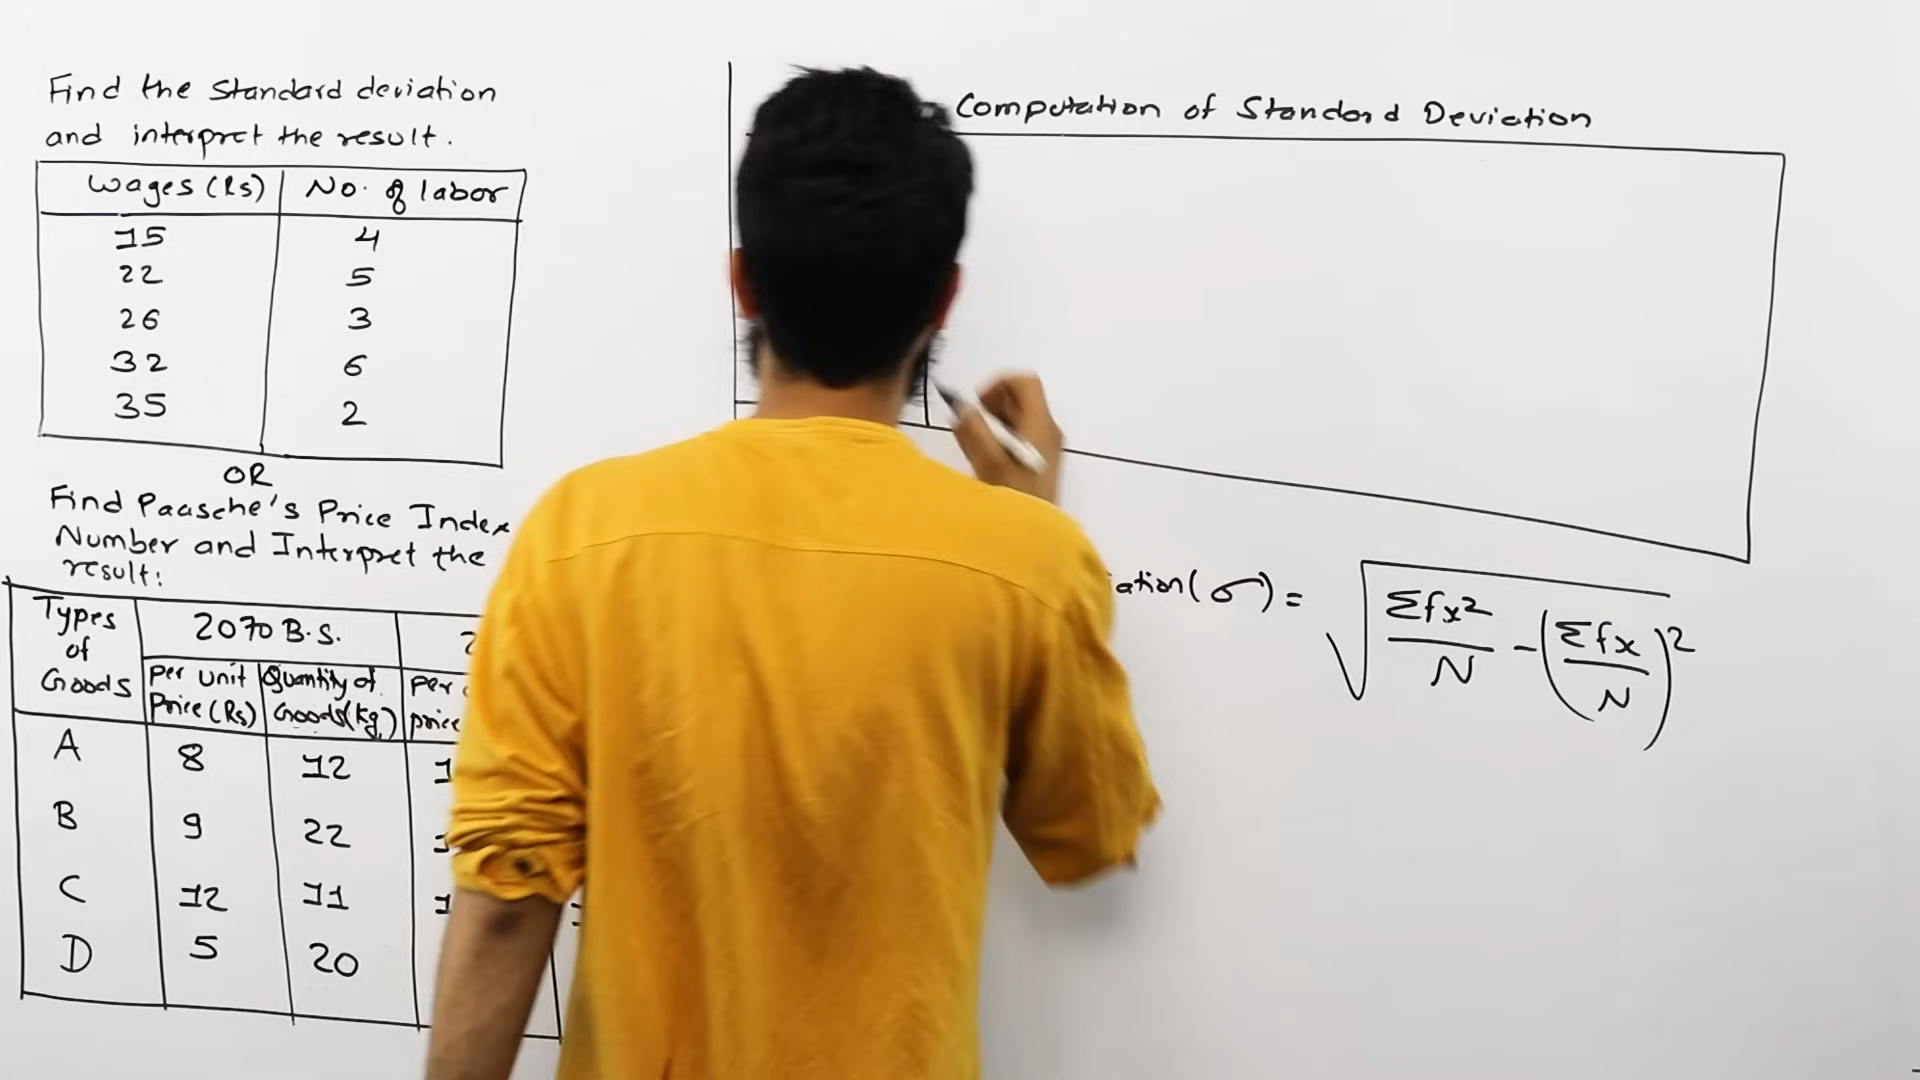 Find the Standard deviation
and interpret the result.
Wages (Rs) No. of labor
15 4
22 5
26 3
32 6
35 2
OR
Find Paasche's Price Index
Number and Interpret the
result:
Types of Goods 2070 B.S.
per unit Price (Rs) Quantity of Goods (kg) per price
A 8 12
B 9 22
C 12 11
D 5 20
Computation of Standard Deviation
(σ) = √(Σfx²/N - (Σfx/N)²)